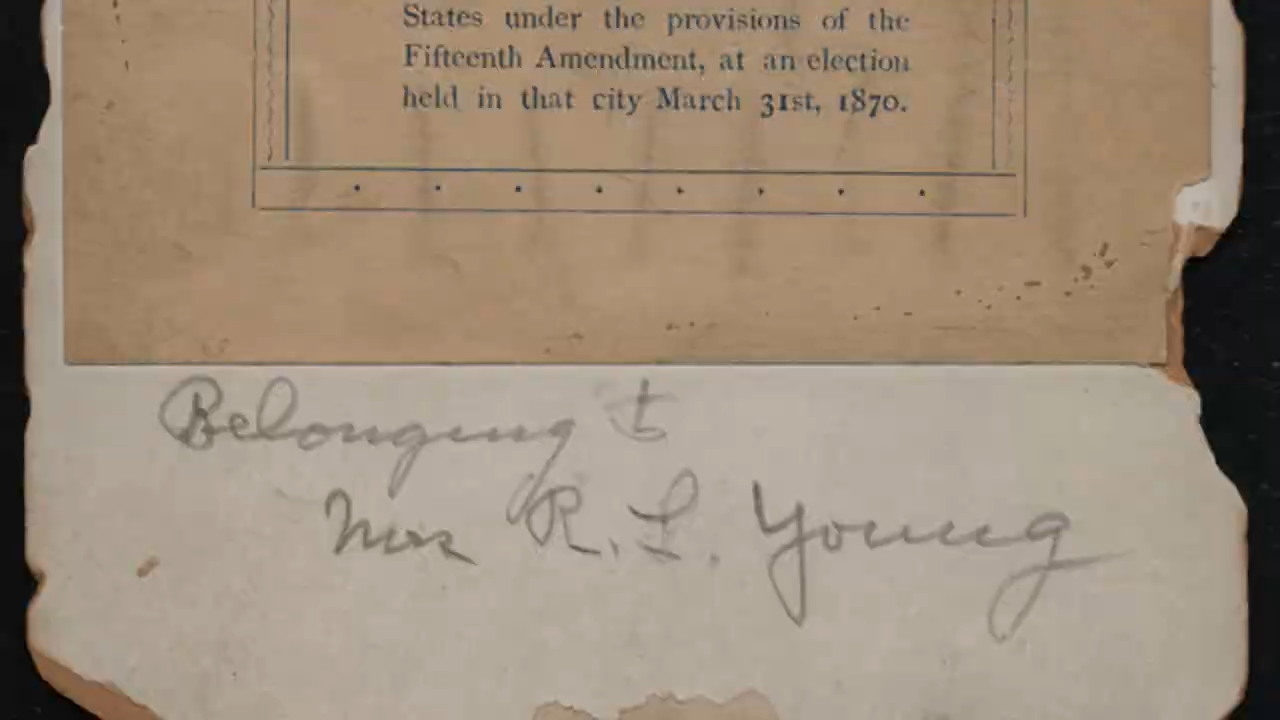 States under the provisions of the
Fifteenth Amendment, at an election
held in that city March 31st, 1870.
Belonging to
Mrs R. L. Young